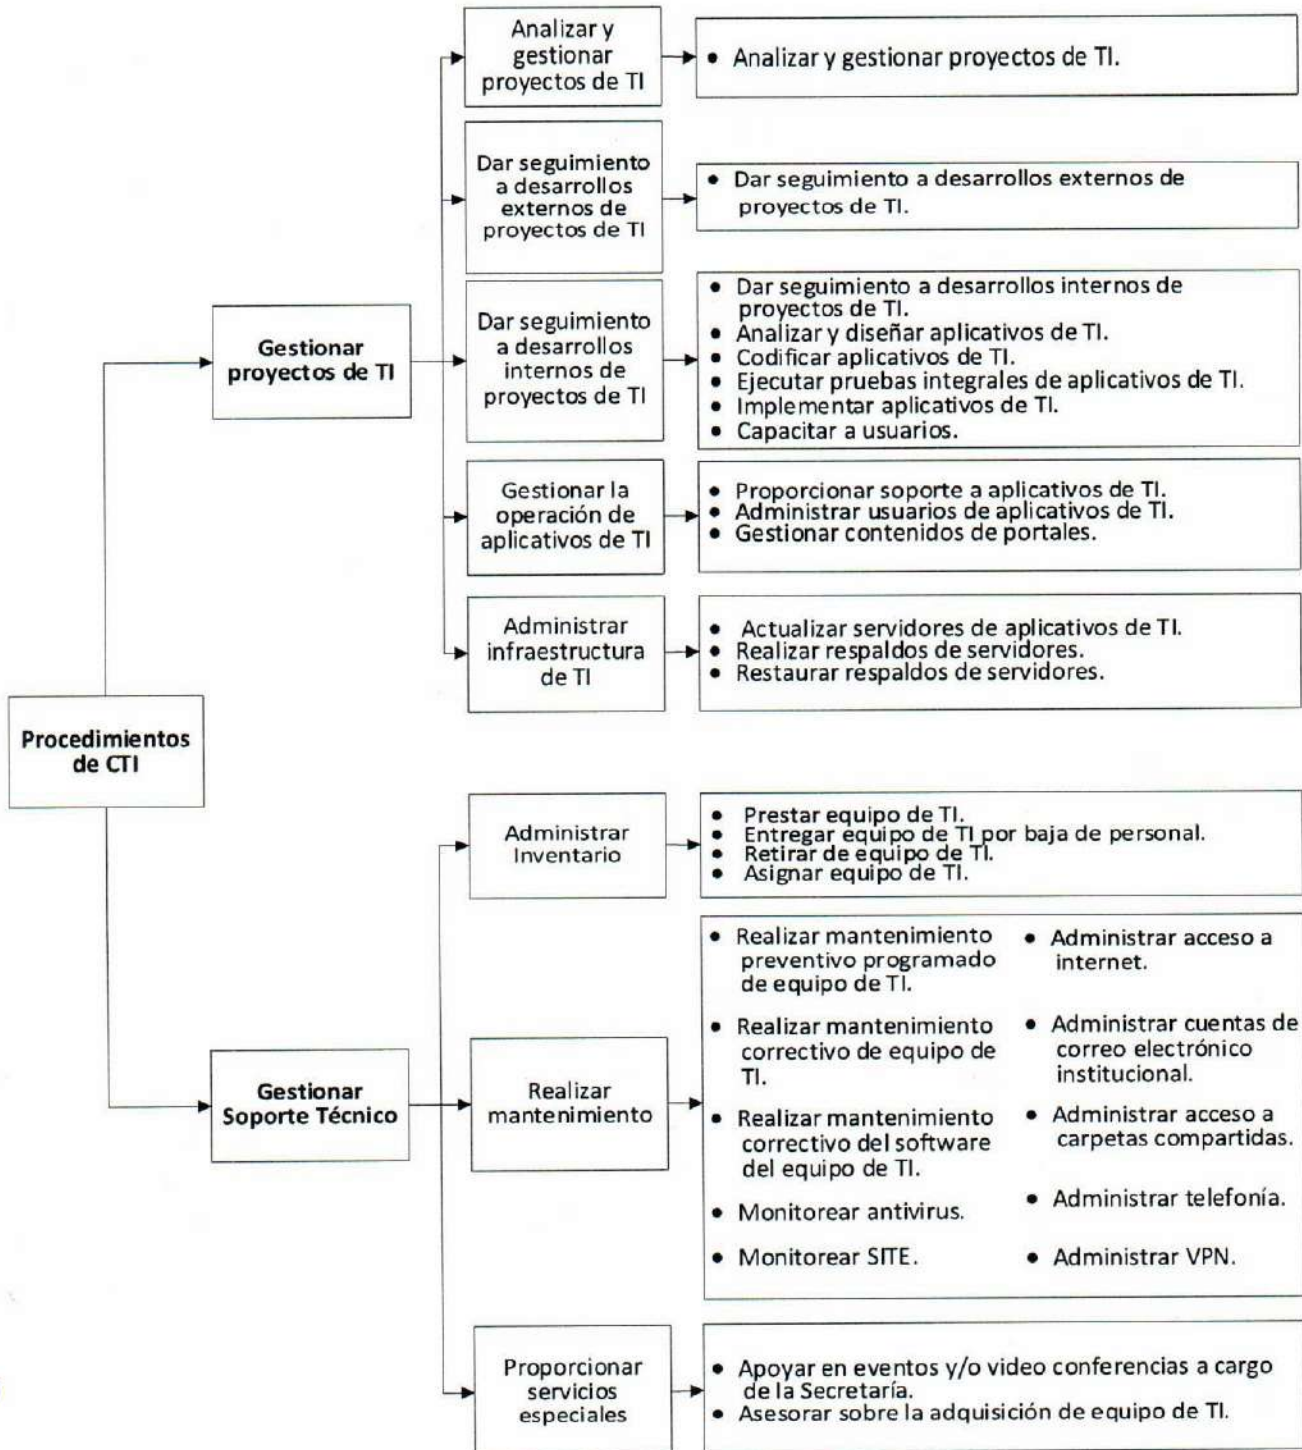 Analizar y
gestionar
proyectos de TI
• Analizar y gestionar proyectos de TI.
Dar seguimiento
a desarrollos
externos de
proyectos de TI
• Dar seguimiento a desarrollos externos de
proyectos de TI.
Gestionar
proyectos de TI
Dar seguimiento
a desarrollos
internos de
proyectos de TI
• Dar seguimiento a desarrollos internos de
proyectos de TI.
• Analizar y diseñar aplicativos de TI.
• Codificar aplicativos de TI.
• Ejecutar pruebas integrales de aplicativos de TI.
• Implementar aplicativos de TI.
• Capacitar a usuarios.
Gestionar la
operación de
aplicativos de TI
• Proporcionar soporte a aplicativos de TI.
• Administrar usuarios de aplicativos de TI.
• Gestionar contenidos de portales.
Administrar
infraestructura
de TI
• Actualizar servidores de aplicativos de TI.
• Realizar respaldos de servidores.
• Restaurar respaldos de servidores.
Procedimientos
de CTI
Administrar
Inventario
• Prestar equipo de TI.
• Entregar equipo de TI por baja de personal.
• Retirar de equipo de TI.
• Asignar equipo de TI.
Gestionar
Soporte Técnico
Realizar
mantenimiento
• Realizar mantenimiento
preventivo programado
de equipo de TI.
• Realizar mantenimiento
correctivo de equipo de
TI.
• Realizar mantenimiento
correctivo del software
del equipo de TI.
• Monitorear antivirus.
• Monitorear SITE.
• Administrar acceso a
internet.
• Administrar cuentas de
correo electrónico
institucional.
• Administrar acceso a
carpetas compartidas.
• Administrar telefonía.
• Administrar VPN.
Proporcionar
servicios
especiales
• Apoyar en eventos y/o video conferencias a cargo
de la Secretaría.
• Asesorar sobre la adquisición de equipo de TI.